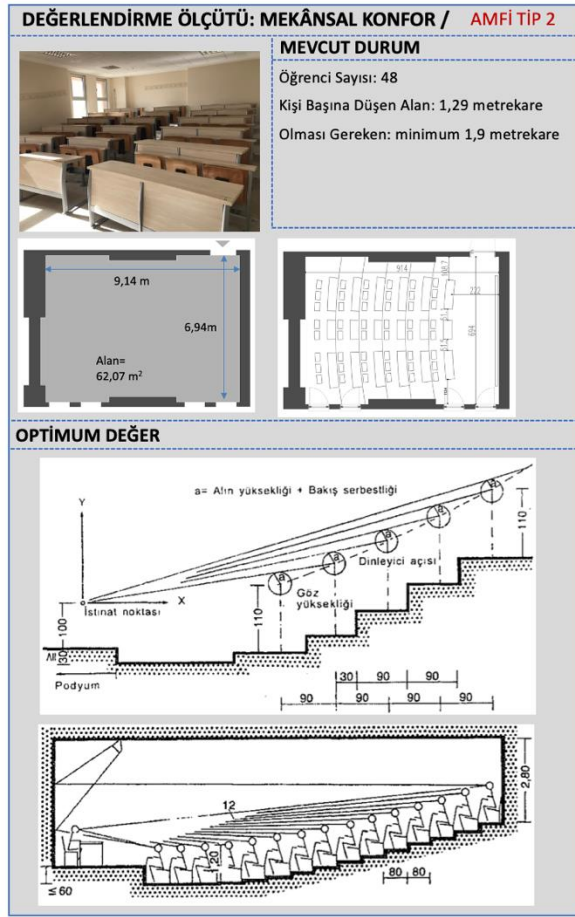 DEĞERLENDİRME ÖLÇÜTÜ: MEKÂNSAL KONFOR / AMFİ TİP 2
MEVCUT DURUM
Öğrenci Sayısı: 48
Kişi Başına Düşen Alan: 1,29 metrekare
Olması Gereken: minimum 1,9 metrekare
9,14 m
6,94m
Alan=
62,07 m²
914
222
694
OPTİMUM DEĞER
Y
a= Alın yüksekliği + Bakış serbestliği
a
a
a
a
a
110
Dinleyici açısı
X
İstinat noktası
Göz
yüksekliği
110
100
30
Podyum
30 90 90
90 90 90 90
12
2,80
20
80 80
≤ 60